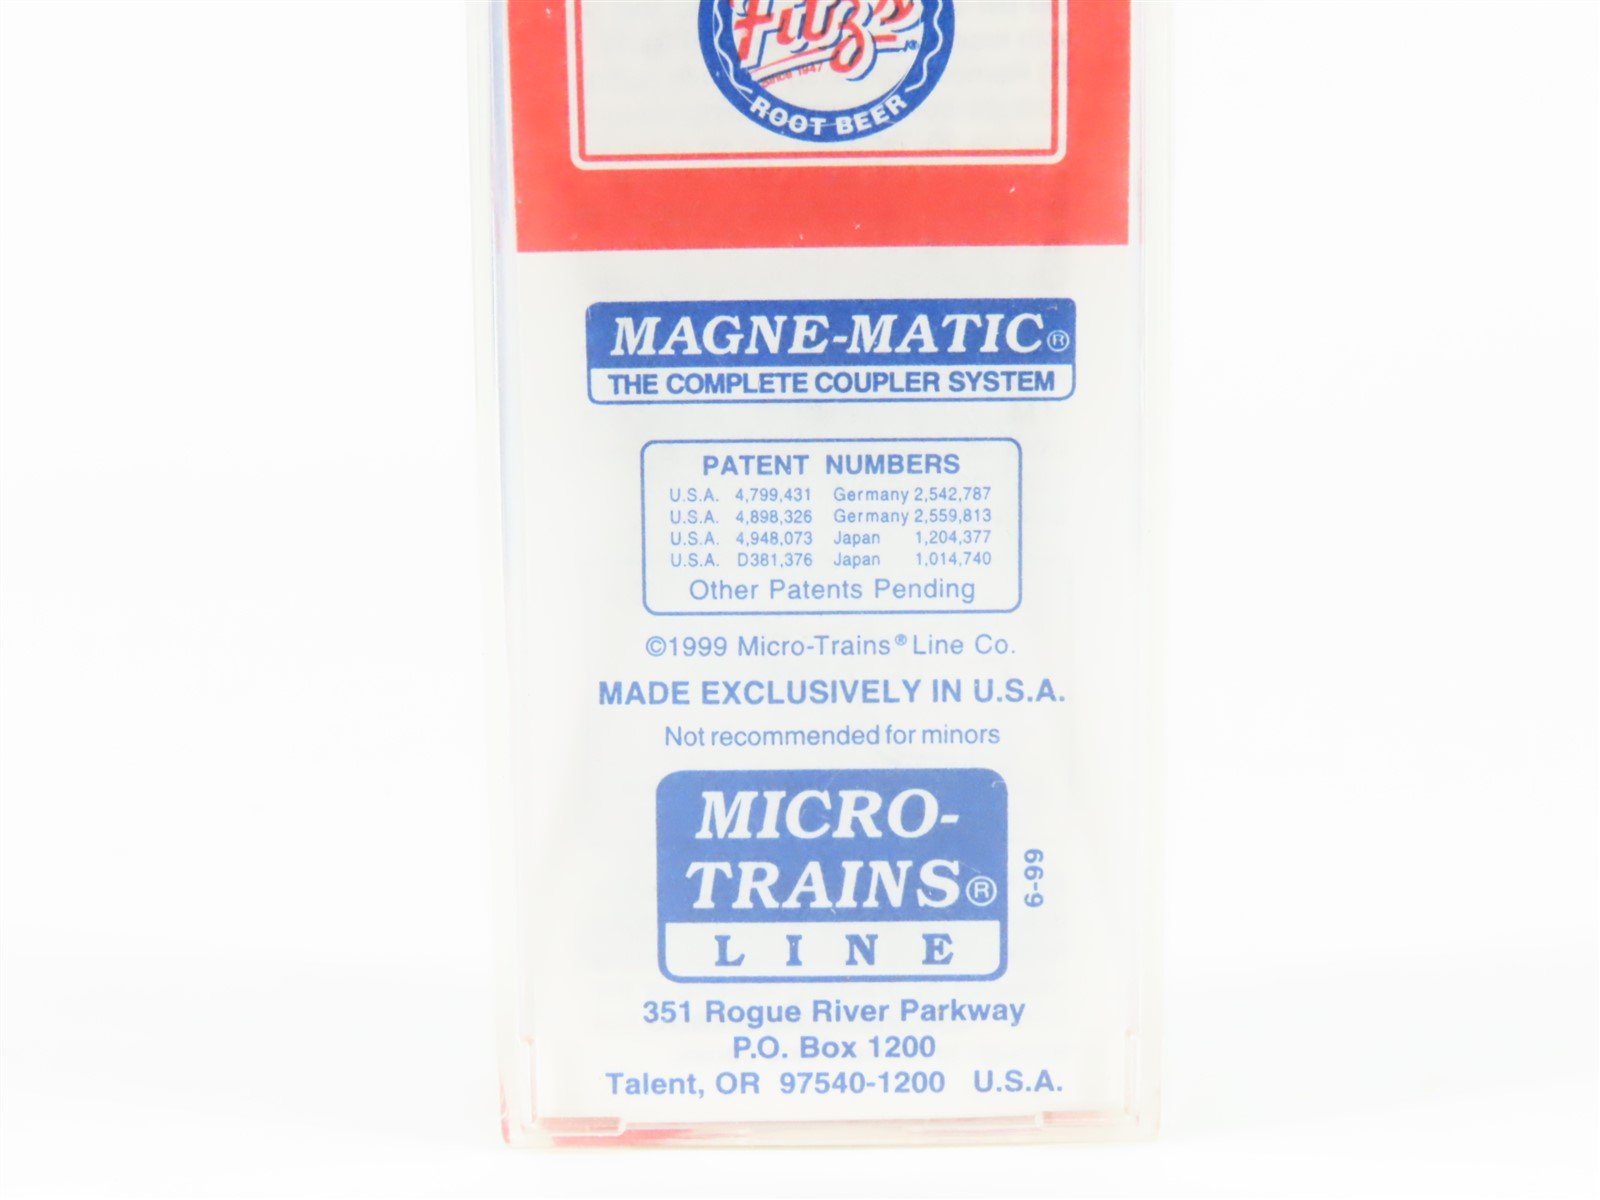 Fitz's ®
Since 1947
ROOT BEER
MAGNE-MATIC®
THE COMPLETE COUPLER SYSTEM
PATENT NUMBERS
U.S.A. 4,799,431 Germany 2,542,787
U.S.A. 4,898,326 Germany 2,559,813
U.S.A. 4,948,073 Japan 1,204,377
U.S.A. D381,376 Japan 1,014,740
Other Patents Pending
©1999 Micro-Trains® Line Co.
MADE EXCLUSIVELY IN U.S.A.
Not recommended for minors
MICRO-
TRAINS®
LINE
6-99
351 Rogue River Parkway
P.O. Box 1200
Talent, OR 97540-1200 U.S.A.